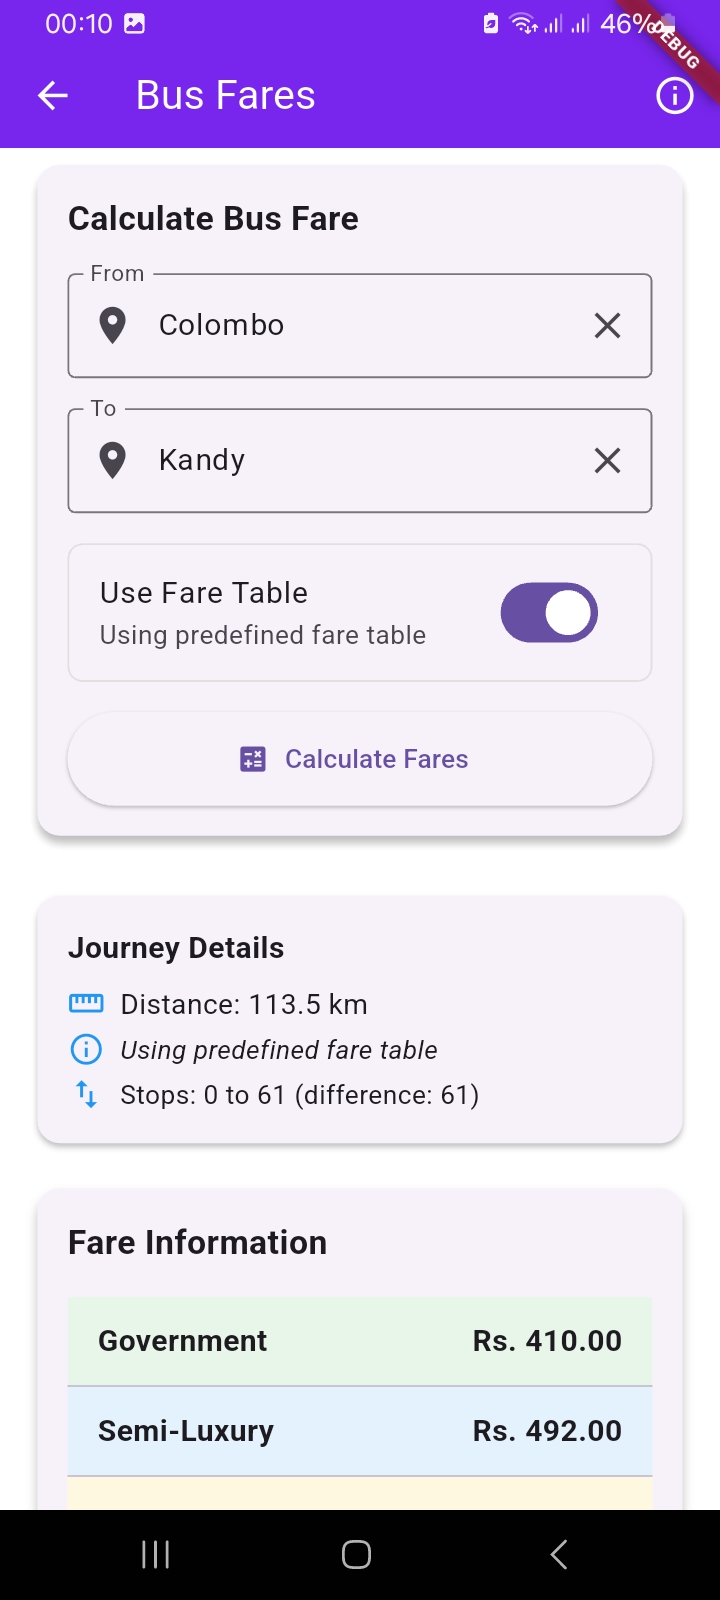 00:10 46%
DEBUG
Bus Fares
Calculate Bus Fare
From
Colombo
To
Kandy
Use Fare Table
Using predefined fare table
Calculate Fares
Journey Details
Distance: 113.5 km
Using predefined fare table
Stops: 0 to 61 (difference: 61)
Fare Information
Government Rs. 410.00
Semi-Luxury Rs. 492.00